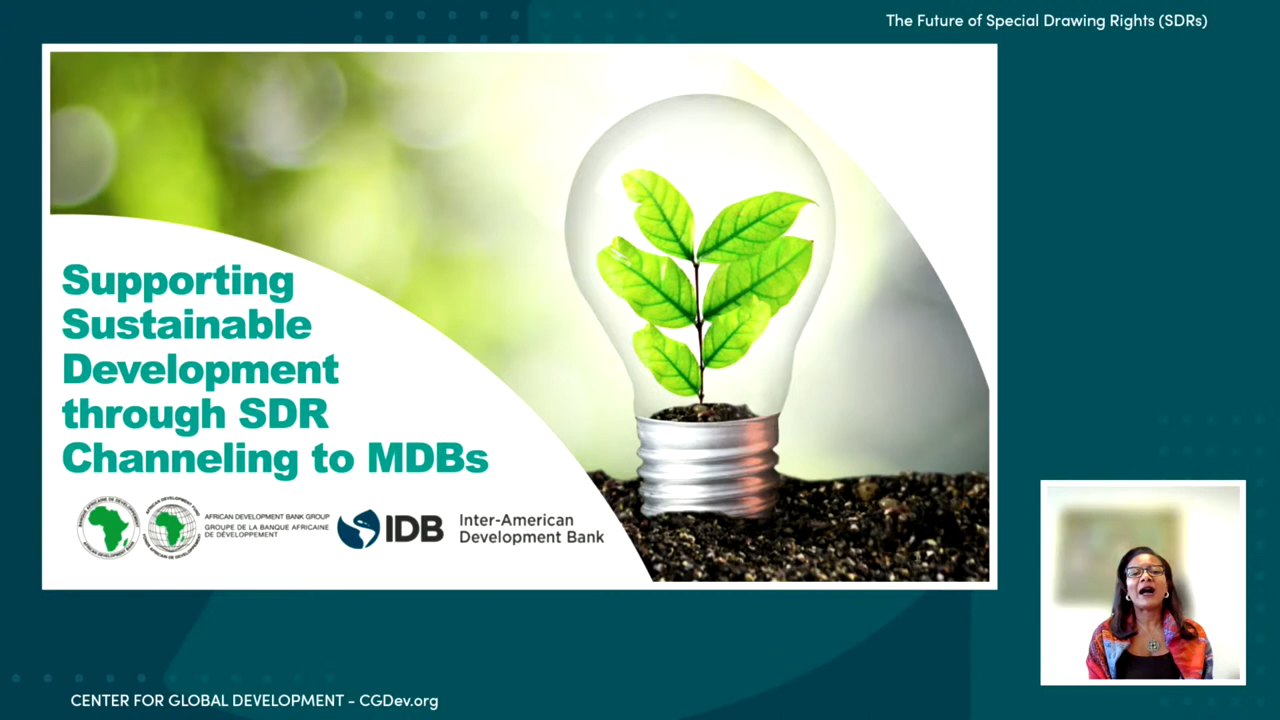 The Future of Special Drawing Rights (SDRs)
Supporting
Sustainable
Development
through SDR
Channeling to MDBs
AFRICAN DEVELOPMENT BANK GROUP
GROUPE DE LA BANQUE AFRICAINE
DE DÉVELOPPEMENT
IDB
Inter-American
Development Bank
CENTER FOR GLOBAL DEVELOPMENT - CGDev.org